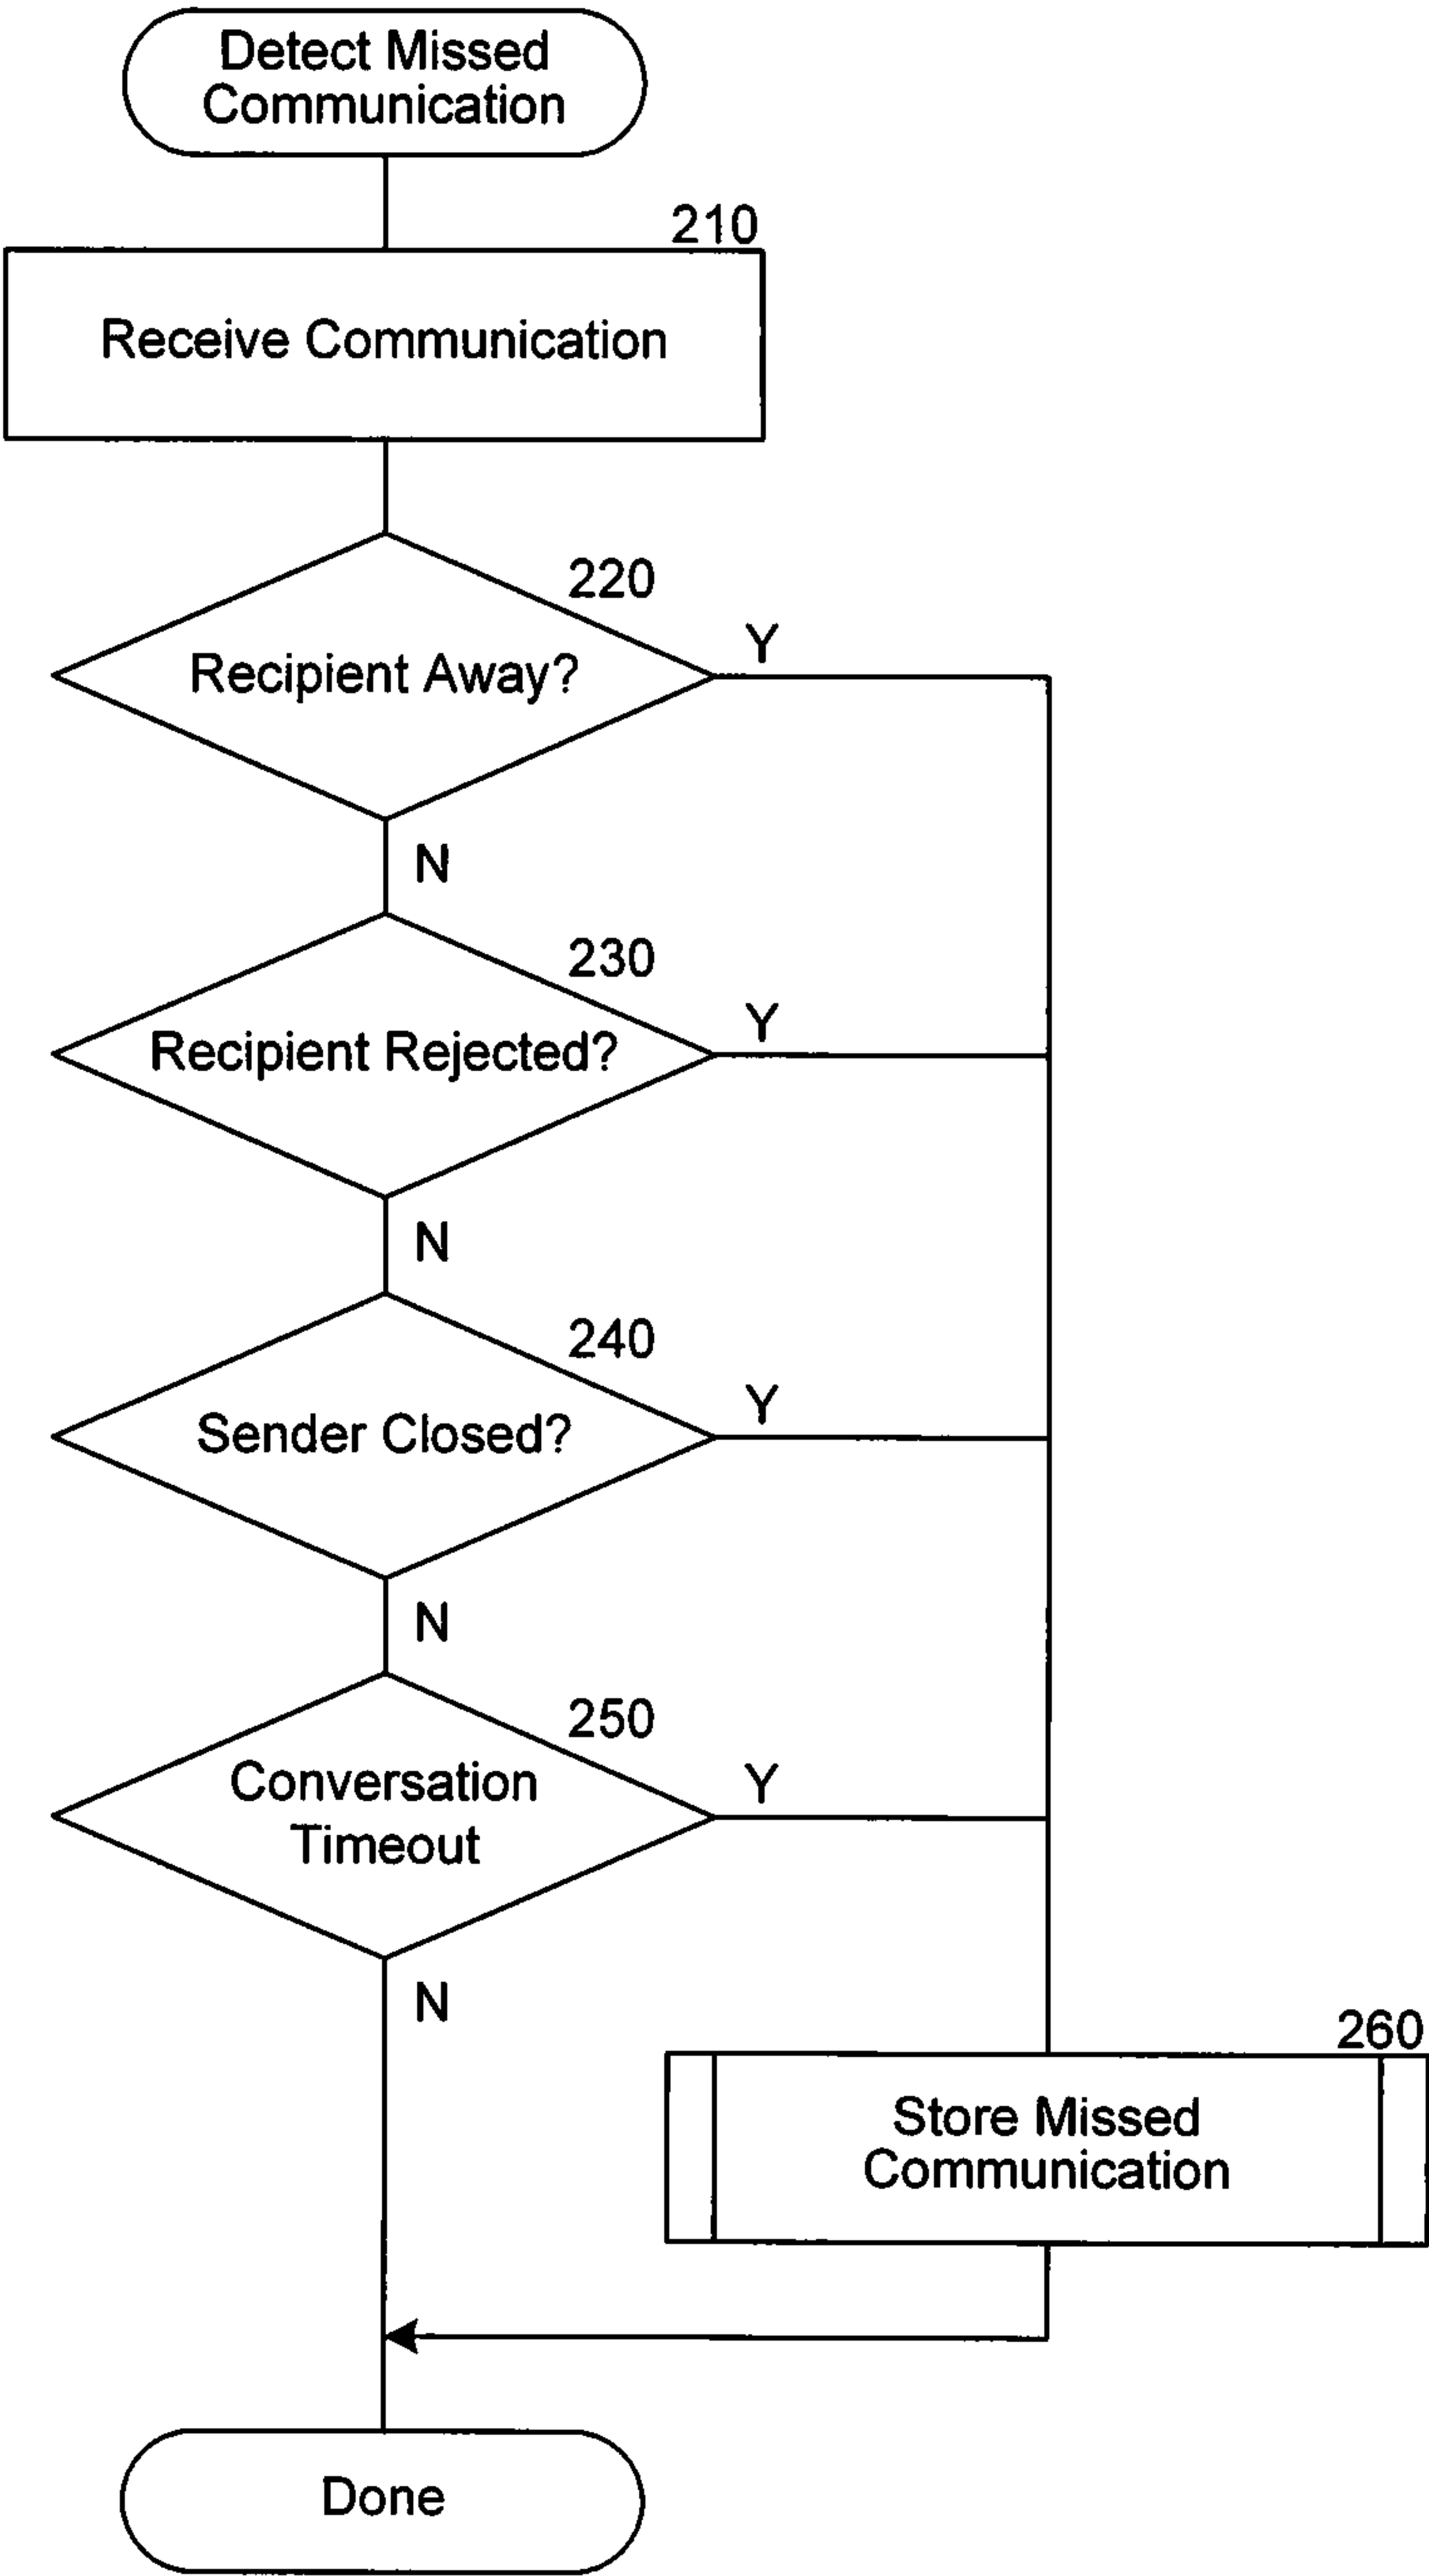 Detect Missed
Communication
210
Receive Communication
220
Recipient Away?
Y
N
230
Recipient Rejected?
Y
N
240
Sender Closed?
Y
N
250
Conversation
Timeout
Y
N
260
Store Missed
Communication
Done